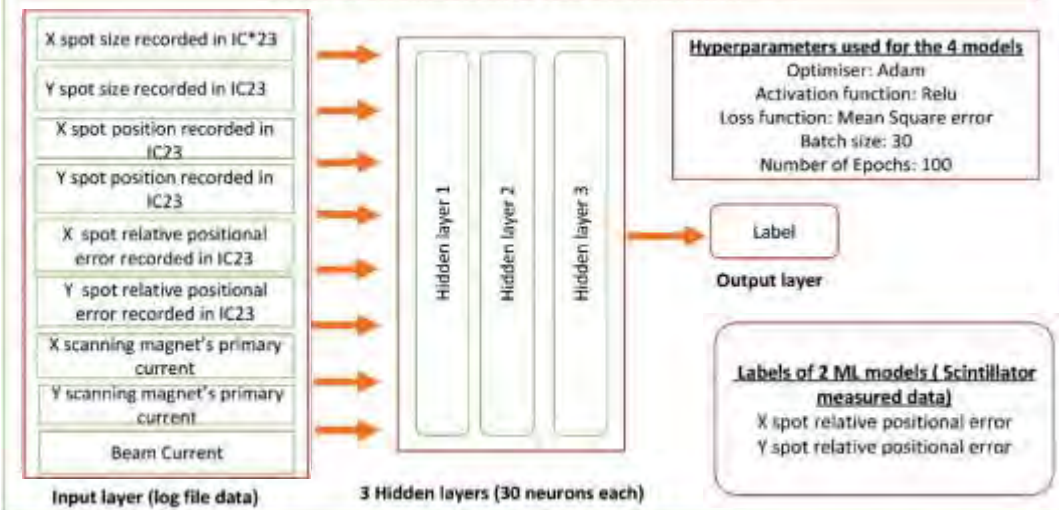 X spot size recorded in IC*23
Y spot size recorded in IC23
X spot position recorded in
IC23
Y spot position recorded in
IC23
X spot relative positional
error recorded in IC23
Y spot relative positional
error recorded in IC23
X scanning magnet's primary
current
Y scanning magnet's primary
current
Beam Current
Input layer (log file data)
Hidden layer 1
Hidden layer 2
Hidden layer 3
3 Hidden layers (30 neurons each)
Hyperparameters used for the 4 models
Optimiser: Adam
Activation function: Relu
Loss function: Mean Square error
Batch size: 30
Number of Epochs: 100
Label
Output layer
Labels of 2 ML models ( Scintillator
measured data)
X spot relative positional error
Y spot relative positional error